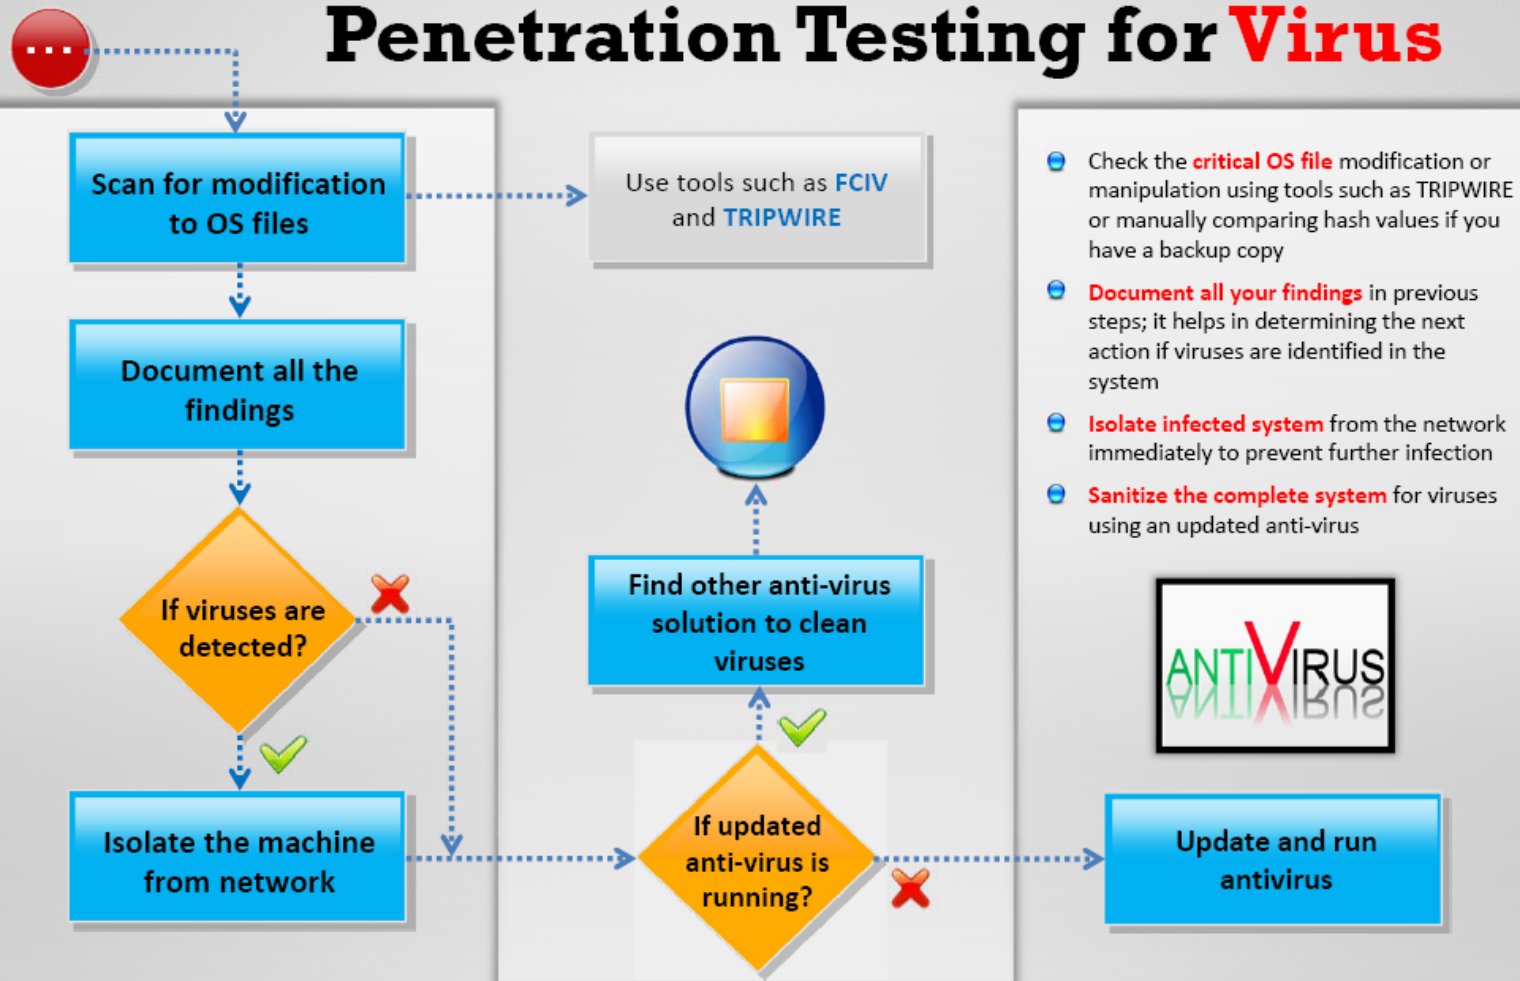 Penetration Testing for Virus
Scan for modification
to OS files
Use tools such as FCIV
and TRIPWIRE
Document all the
findings
If viruses are
detected?
Isolate the machine
from network
Find other anti-virus
solution to clean
viruses
If updated
anti-virus is
running?
Check the critical OS file modification or
manipulation using tools such as TRIPWIRE
or manually comparing hash values if you
have a backup copy
Document all your findings in previous
steps; it helps in determining the next
action if viruses are identified in the
system
Isolate infected system from the network
immediately to prevent further infection
Sanitize the complete system for viruses
using an updated anti-virus
ANTIVIRUS
Update and run
antivirus